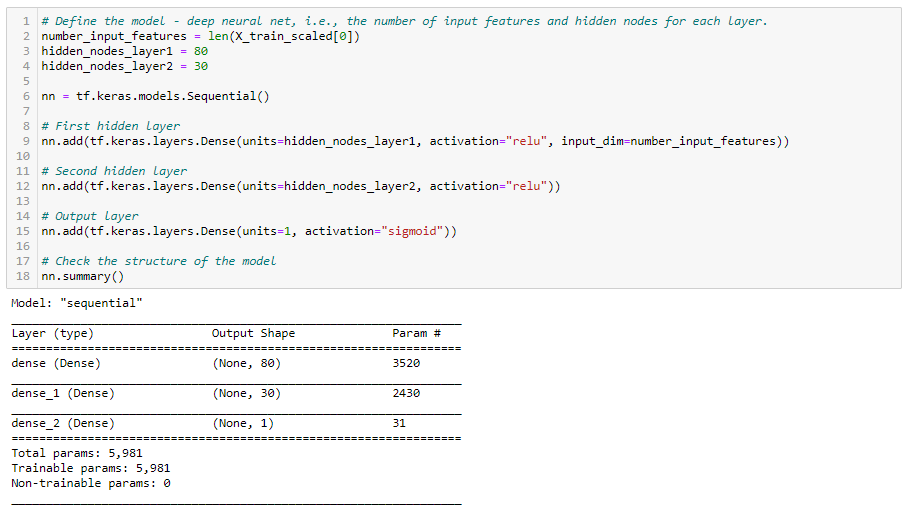 1 # Define the model - deep neural net, i.e., the number of input features and hidden nodes for each layer.
2 number_input_features = len(X_train_scaled[0])
3 hidden_nodes_layer1 = 80
4 hidden_nodes_layer2 = 30
5
6 nn = tf.keras.models.Sequential()
7
8 # First hidden layer
9 nn.add(tf.keras.layers.Dense(units=hidden_nodes_layer1, activation="relu", input_dim=number_input_features))
10
11 # Second hidden layer
12 nn.add(tf.keras.layers.Dense(units=hidden_nodes_layer2, activation="relu"))
13
14 # Output layer
15 nn.add(tf.keras.layers.Dense(units=1, activation="sigmoid"))
16
17 # Check the structure of the model
18 nn.summary()
Model: "sequential"
_________________________________________________________________
Layer (type)                 Output Shape              Param #
=================================================================
dense (Dense)                (None, 80)                3520
_________________________________________________________________
dense_1 (Dense)              (None, 30)                2430
_________________________________________________________________
dense_2 (Dense)              (None, 1)                 31
=================================================================
Total params: 5,981
Trainable params: 5,981
Non-trainable params: 0
_________________________________________________________________